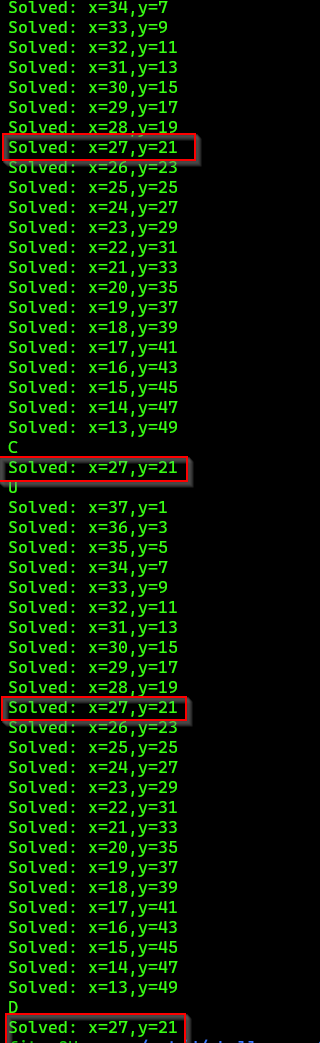 Solved: x=34,y=7
Solved: x=33,y=9
Solved: x=32,y=11
Solved: x=31,y=13
Solved: x=30,y=15
Solved: x=29,y=17
Solved: x=28,y=19
Solved: x=27,y=21
Solved: x=26,y=23
Solved: x=25,y=25
Solved: x=24,y=27
Solved: x=23,y=29
Solved: x=22,y=31
Solved: x=21,y=33
Solved: x=20,y=35
Solved: x=19,y=37
Solved: x=18,y=39
Solved: x=17,y=41
Solved: x=16,y=43
Solved: x=15,y=45
Solved: x=14,y=47
Solved: x=13,y=49
C
Solved: x=27,y=21
U
Solved: x=37,y=1
Solved: x=36,y=3
Solved: x=35,y=5
Solved: x=34,y=7
Solved: x=33,y=9
Solved: x=32,y=11
Solved: x=31,y=13
Solved: x=30,y=15
Solved: x=29,y=17
Solved: x=28,y=19
Solved: x=27,y=21
Solved: x=26,y=23
Solved: x=25,y=25
Solved: x=24,y=27
Solved: x=23,y=29
Solved: x=22,y=31
Solved: x=21,y=33
Solved: x=20,y=35
Solved: x=19,y=37
Solved: x=18,y=39
Solved: x=17,y=41
Solved: x=16,y=43
Solved: x=15,y=45
Solved: x=14,y=47
Solved: x=13,y=49
D
Solved: x=27,y=21